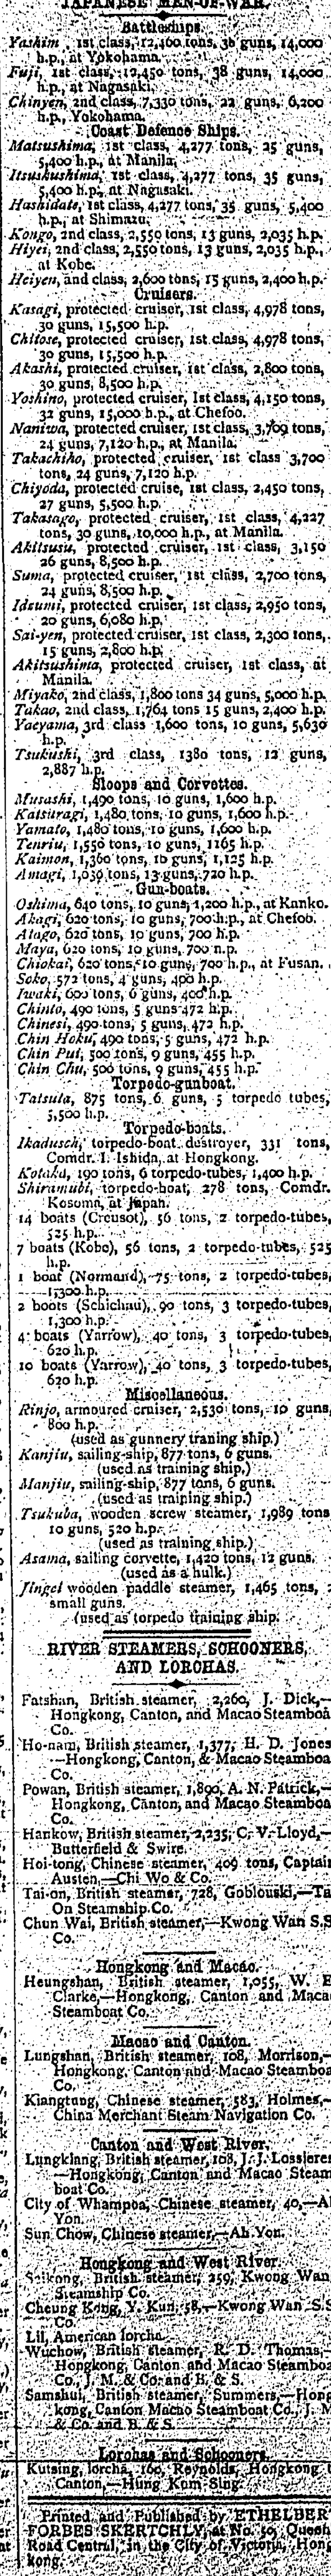 JAPANESE MEN-OF-WAR.
Battleships.
Yashim , 1st class, 12,460 tons, 38 guns, 14,000
h.p., at Yokohama.
Fuji, 1st class, 12,450 tons, 38 guns, 14,000
h.p., at Nagasaki.
Chinyen, 2nd class, 7,330 tons, 22 guns, 6,200
h.p., Yokohama.
Coast Defence Ships.
Matsushima, 1st class, 4,277 tons, 25 guns,
5,400 h.p., at Manila.
Itsuskushima, 1st class, 4,277 tons, 35 guns,
5,400 h.p., at Nagasaki.
Hashidate, 1st class, 4,277 tons, 35 guns, 5,400
h.p., at Shimazu.
Kongo, 2nd class, 2,550 tons, 13 guns, 2,035 h.p.
Hiyei, 2nd class, 2,550 tons, 13 guns, 2,035 h.p.,
at Kobe.
Heiyen, 2nd class, 2,600 tons, 15 guns, 2,400 h.p.
Cruisers.
Kasagi, protected cruiser, 1st class, 4,978 tons,
30 guns, 15,500 h.p.
Chitose, protected cruiser, 1st class, 4,978 tons,
30 guns, 15,500 h.p.
Akashi, protected cruiser, 1st class, 2,800 tons,
30 guns, 8,500 h.p.
Yoshino, protected cruiser, 1st class, 4,150 tons,
32 guns, 15,000 h.p., at Chefoo.
Naniwa, protected cruiser, 1st class, 3,709 tons,
24 guns, 7,120 h.p., at Manila.
Takachiho, protected cruiser, 1st class 3,700
tons, 24 guns, 7,120 h.p.
Chiyoda, protected cruise, 1st class, 2,450 tons,
27 guns, 5,500 h.p.
Takasago, protected cruiser, 1st class, 4,227
tons, 30 guns, 10,000 h.p., at Manila.
Akitsusu, protected cruiser, 1st class, 3,150
26 guns, 8,500 h.p.
Suma, protected cruiser, 1st class, 2,700 tons,
24 guns, 8,500 h.p.
Idzumi, protected cruiser, 1st class, 2,950 tons,
20 guns, 6,080 h.p.
Sai-yen, protected cruiser, 1st class, 2,300 tons,
15 guns, 2,800 h.p.
Akitsushima, protected cruiser, 1st class, at
Manila.
Miyako, 2nd class, 1,800 tons 34 guns, 5,000 h.p.
Takao, 2nd class, 1,764 tons 15 guns, 2,400 h.p.
Yaeyama, 3rd class 1,600 tons, 10 guns, 5,630
h.p.
Tsukushi, 3rd class, 1380 tons, 12 guns,
2,887 h.p.
Sloops and Corvettes.
Musashi, 1,490 tons, 10 guns, 1,600 h.p.
Katsuragi, 1,480 tons, 10 guns, 1,600 h.p.
Yamato, 1,480 tons, 10 guns, 1,600 h.p.
Tenriu, 1,550 tons, 10 guns, 1165 h.p.
Kaimon, 1,360 tons, 10 guns, 1,125 h.p.
Amagi, 1,030 tons, 13 guns, 720 h.p.
Gun-boats.
Oshima, 640 tons, 10 guns, 1,200 h.p., at Kanko.
Akagi, 620 tons, 10 guns, 700 h.p., at Chefoo.
Atago, 620 tons, 10 guns, 700 h.p.
Maya, 620 tons, 10 guns, 700 h.p.
Chiokai, 620 tons, 10 guns, 700 h.p., at Fusan.
Soko, 572 tons, 4 guns, 400 h.p.
Iwaki, 600 tons, 6 guns, 400 h.p.
Chinto, 490 tons, 5 guns 472 h.p.
Chinesi, 490 tons, 5 guns, 472 h.p.
Chin Hoku, 490 tons, 5 guns, 472 h.p.
Chin Put, 500 tons, 9 guns, 455 h.p.
Chin Chu, 500 tons, 9 guns, 455 h.p.
Torpedo-gunboat.
Tatsuta, 875 tons, 6 guns, 5 torpedo tubes,
5,500 h.p.
Torpedo-boats.
Ikadusch, torpedo-boat destroyer, 331 tons,
Comdr. I. Ishida, at Hongkong.
Kotaka, 190 tons, 6 torpedo-tubes, 1,400 h.p.
Shiramubi, torpedo-boat, 278 tons, Comdr.
Kosoma, at Japan.
14 boats (Creusot), 56 tons, 2 torpedo-tubes,
525 h.p.
7 boats (Kobe), 56 tons, 2 torpedo-tubes, 525
h.p.
1 boat (Normand), 75 tons, 2 torpedo-tubes,
1,300 h.p.
2 boots (Schichau), 90 tons, 3 torpedo-tubes,
1,300 h.p.
4 boats (Yarrow), 40 tons, 3 torpedo-tubes,
620 h.p.
10 boats (Yarrow), 40 tons, 3 torpedo-tubes,
620 h.p.
Miscellaneous.
Rinjo, armoured cruiser, 2,530 tons, 10 guns,
800 h.p.
(used as gunnery traning ship.)
Kanjiu, sailing-ship, 877 tons, 6 guns.
(used as training ship.)
Manjiu, sailing-ship, 877 tons, 6 guns.
(used as training ship.)
Tsukuba, wooden screw steamer, 1,989 tons
10 guns, 520 h.p.
(used as training ship.)
Asama, sailing corvette, 1,420 tons, 12 guns.
(used as a hulk.)
Jingei wooden paddle steamer, 1,465 tons, 2
small guns.
(used as torpedo training ship.
RIVER STEAMERS, SCHOONERS,
AND LORCHAS.
Fatshan, British steamer, 2,260, J. Dick,—
Hongkong, Canton, and Macao Steamboa
Co.
Ho-nam, British steamer, 1,377, H. D. Jones
—Hongkong, Canton, & Macao Steamboa
Co.
Powan, British steamer, 1,890, A. N. Patrick,—
Hongkong, Canton, and Macao Steamboa
Co.
Hankow, British steamer, 2,235, C. V. Lloyd,—
Butterfield & Swire.
Hoi-tong, Chinese steamer, 409 tons, Captain
Austen,—Chi Wo & Co.
Tai-on, British steamer, 728, Goblouski,—Ta
On Steamship Co.
Chun Wai, British steamer,—Kwong Wan S.S
Co.
Hongkong and Macao.
Heungshan, British steamer, 1,055, W. E
Clarke,—Hongkong, Canton and Maca
Steamboat Co.
Macao and Canton.
Lungshan, British steamer, 108, Morrison,—
Hongkong, Canton and Macao Steamboa
Co.
Kiangtung, Chinese steamer, 583, Holmes,—
China Merchant Steam Navigation Co.
Canton and West River.
Lungkiang, British steamer, 108, J. J. Lossieres
—Hongkong, Canton and Macao Steam
boat Co.
City of Whampoa, Chinese steamer, 40,—A
Yon.
Sun Chow, Chinese steamer,—Ah Yon.
Hongkong and West River.
Saikong, British steamer, 259, Kwong Wan
Steamship Co.
Cheung Kong, Y. Kun, 58,—Kwong Wan S.S
Co.
Lil, American lorcha.
Wuchow, British steamer, R. D. Thomas,—
Hongkong, Canton and Macao Steamboa
Co., J. M. & Co. and B. & S.
Samshui, British steamer, Summers,—Hong
kong, Canton Macao Steamboat Co., J. M
& Co. and B. & S.
Lorchas and Schooners.
Kutsing, lorcha, 160, Reynolds, Hongkong t
Canton,—Hung Kum Sing.
Printed and Published by ETHELBER
FORBES SKERTCHLY, at No. 10 Queen
Road Central, in the City of Victoria, Hon
kong.